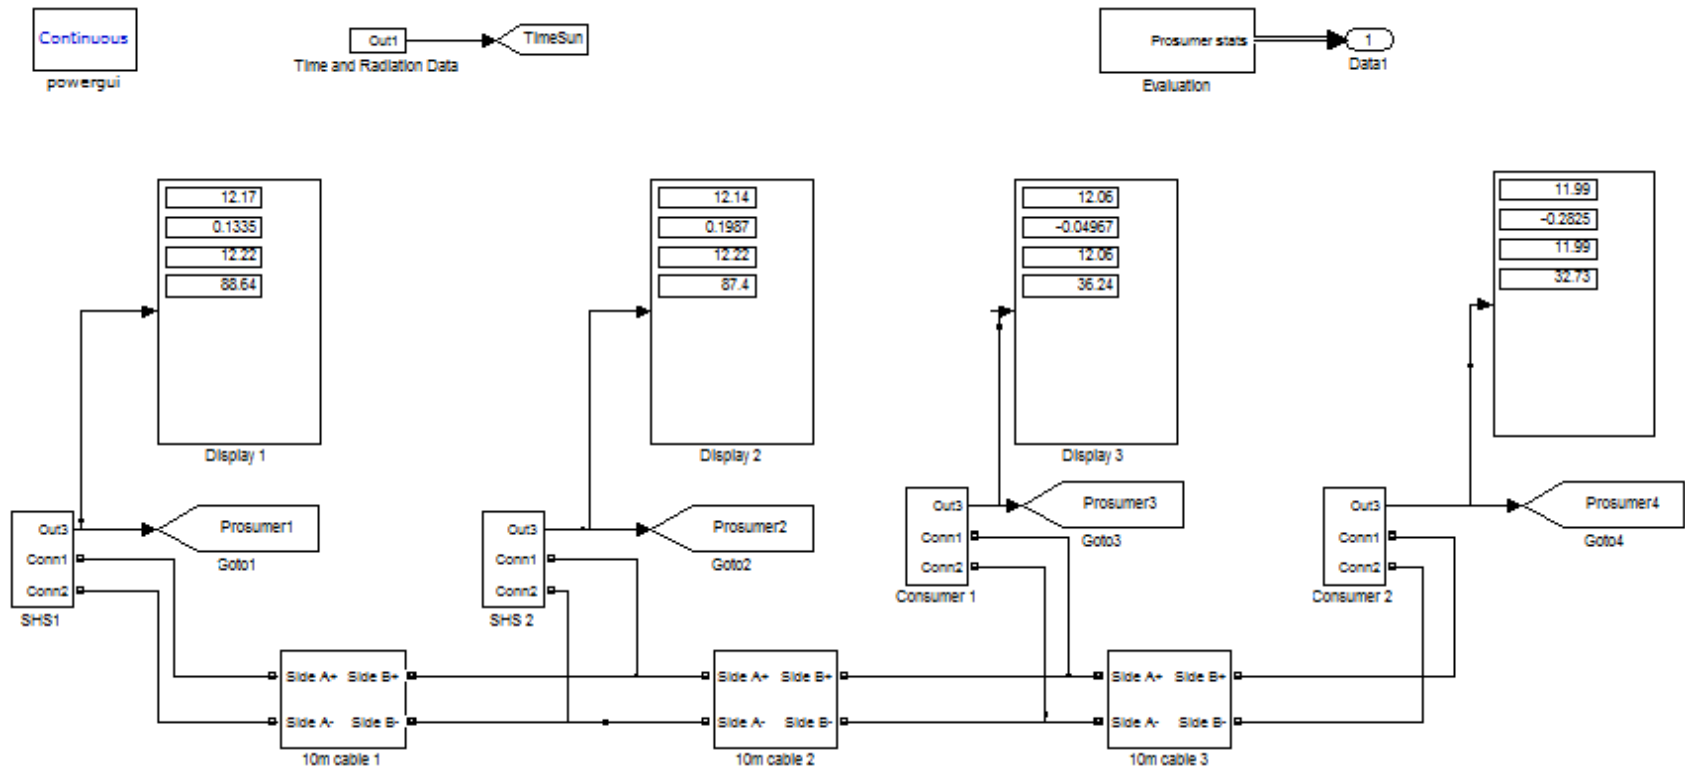 Continuous
powergui
Out1
TimeSun
Time and Radiation Data
Prosumer stats
Evaluation
1
Data1
12.17
0.1335
12.22
88.64
Display 1
12.14
0.1987
12.22
87.4
Display 2
12.06
-0.04967
12.06
36.24
Display 3
11.99
-0.2825
11.99
32.73
Out3
Conn1
Conn2
SHS1
Prosumer1
Goto1
Out3
Conn1
Conn2
SHS 2
Prosumer2
Goto2
Out3
Conn1
Conn2
Consumer 1
Prosumer3
Goto3
Out3
Conn1
Conn2
Consumer 2
Prosumer4
Goto4
Side A+ Side B+
Side A- Side B-
10m cable 1
Side A+ Side B+
Side A- Side B-
10m cable 2
Side A+ Side B+
Side A- Side B-
10m cable 3